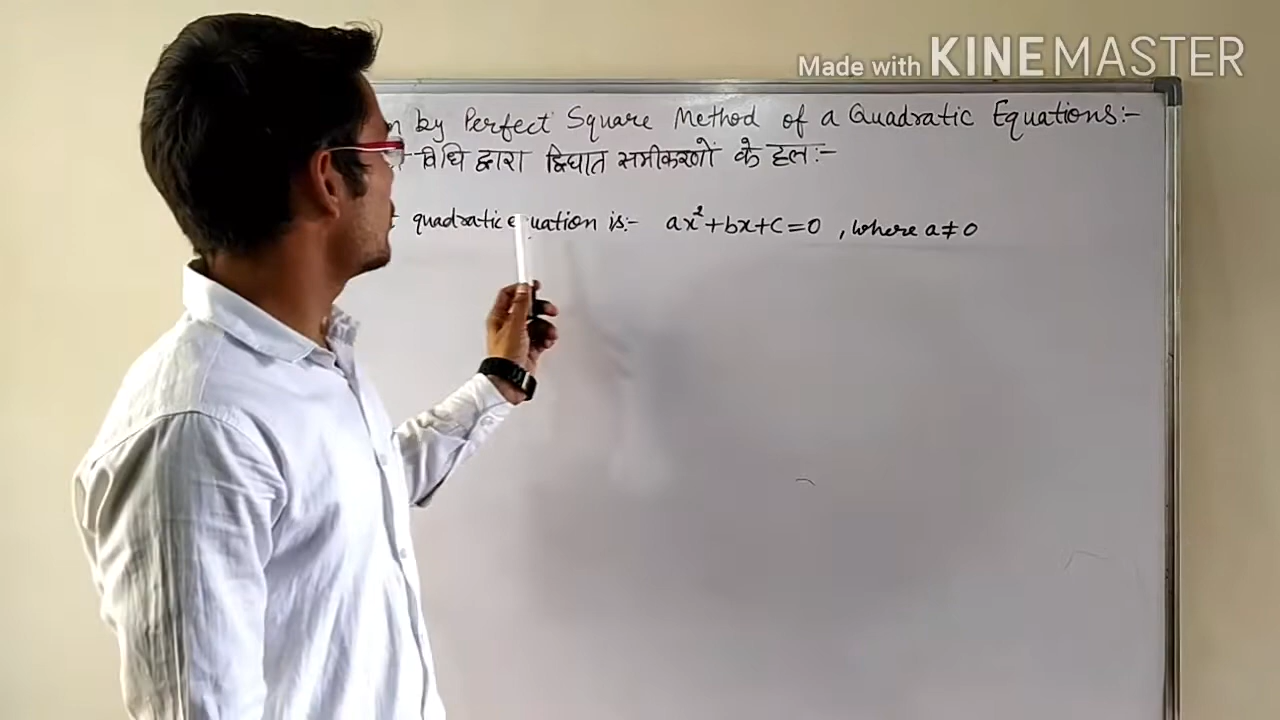 Made with KINEMASTER
by Perfect Square Method of a Quadratic Equations:-
विधि द्वारा द्विघात समीकरणों के हल:-
quadratic equation is:- ax²+bx+c=0 , where a≠0